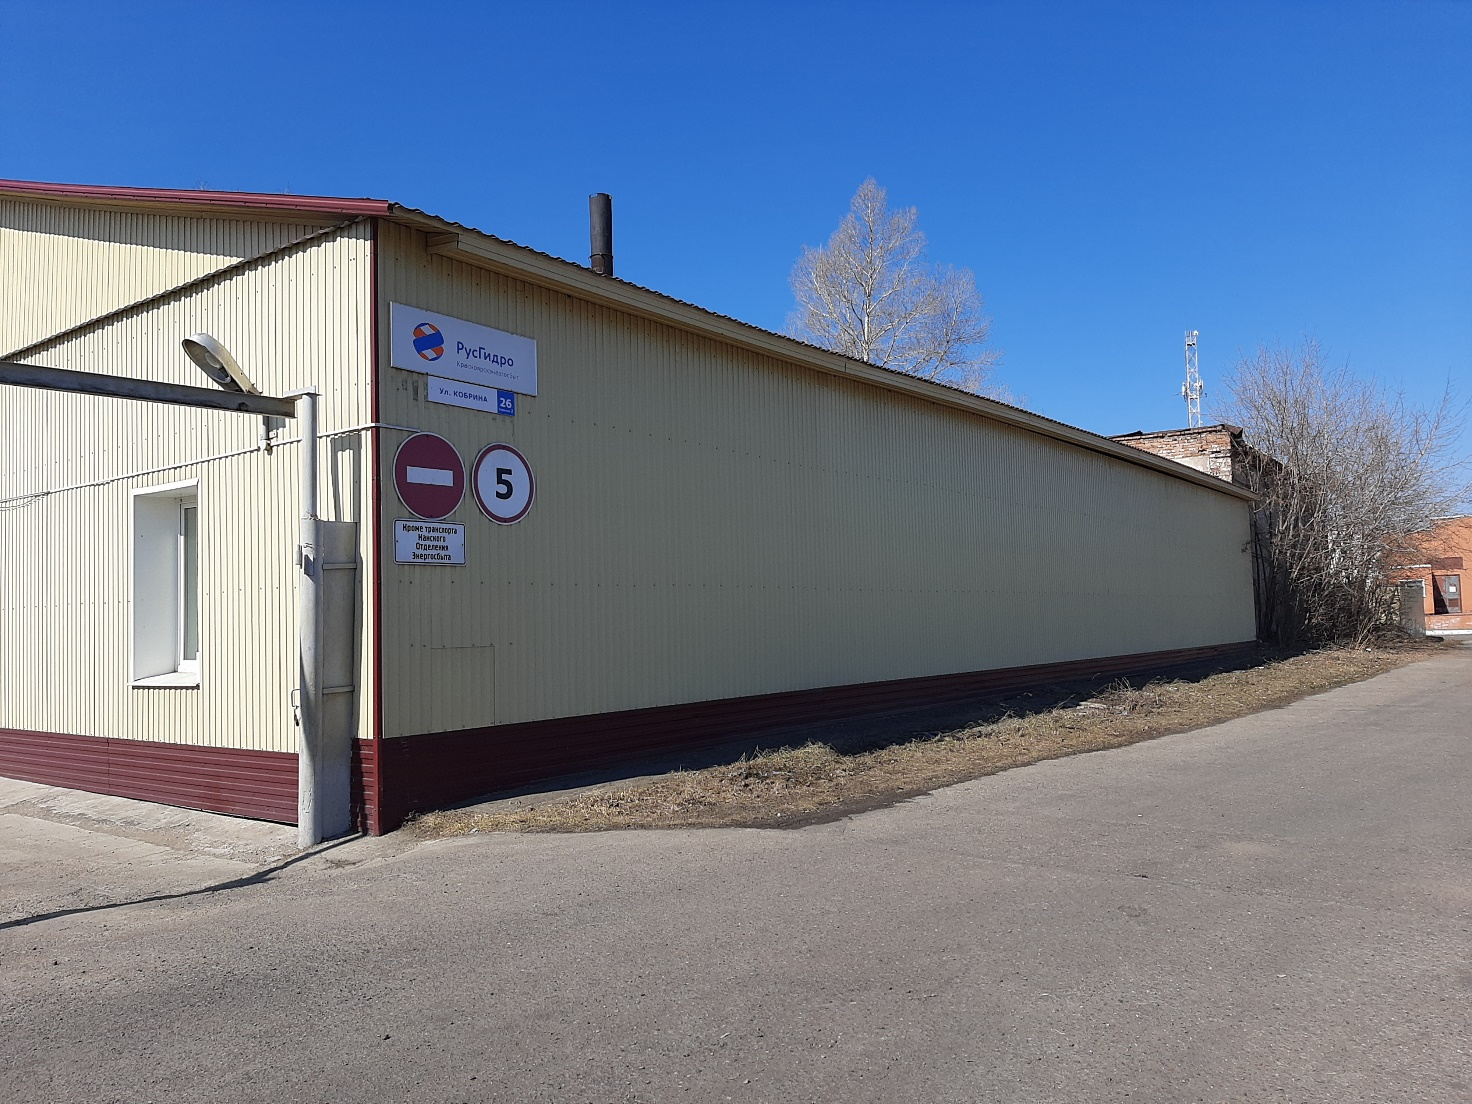 РусГидро
Красноярскэнергосбыт
Ул. КОБРИНА
26
5
Кроме транспорта
Канского
Отделения
Энергосбыта